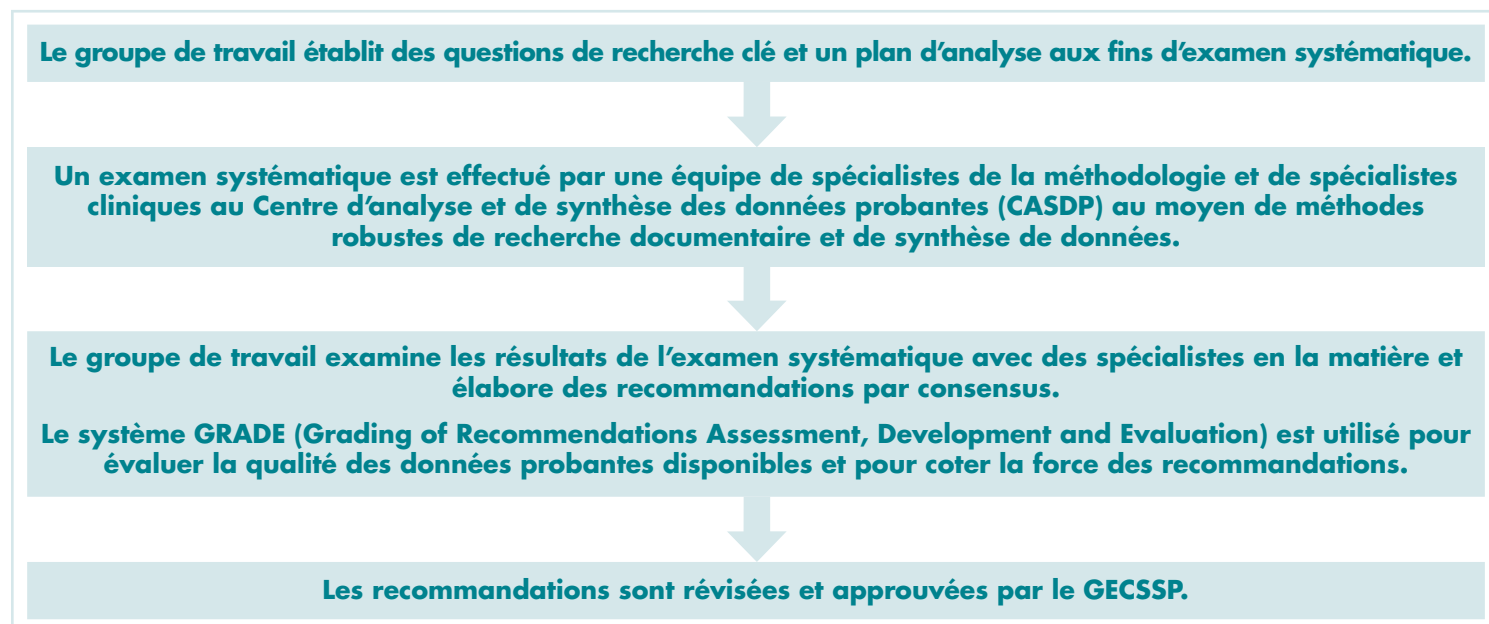 Le groupe de travail établit des questions de recherche clé et un plan d’analyse aux fins d’examen systématique.
Un examen systématique est effectué par une équipe de spécialistes de la méthodologie et de spécialistes
cliniques au Centre d’analyse et de synthèse des données probantes (CASDP) au moyen de méthodes
robustes de recherche documentaire et de synthèse de données.
Le groupe de travail examine les résultats de l’examen systématique avec des spécialistes en la matière et
élabore des recommandations par consensus.
Le système GRADE (Grading of Recommendations Assessment, Development and Evaluation) est utilisé pour
évaluer la qualité des données probantes disponibles et pour coter la force des recommandations.
Les recommandations sont révisées et approuvées par le GECSSP.